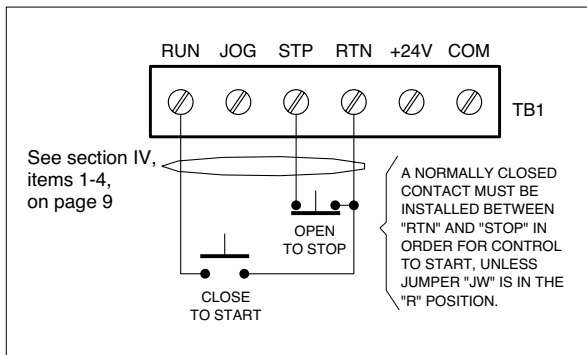 RUN JOG STP RTN +24V COM
TB1
See section IV,
items 1-4,
on page 9
A NORMALLY CLOSED
CONTACT MUST BE
INSTALLED BETWEEN
"RTN" AND "STOP" IN
ORDER FOR CONTROL
TO START, UNLESS
JUMPER "JW" IS IN THE
"R" POSITION.
OPEN
TO STOP
CLOSE
TO START